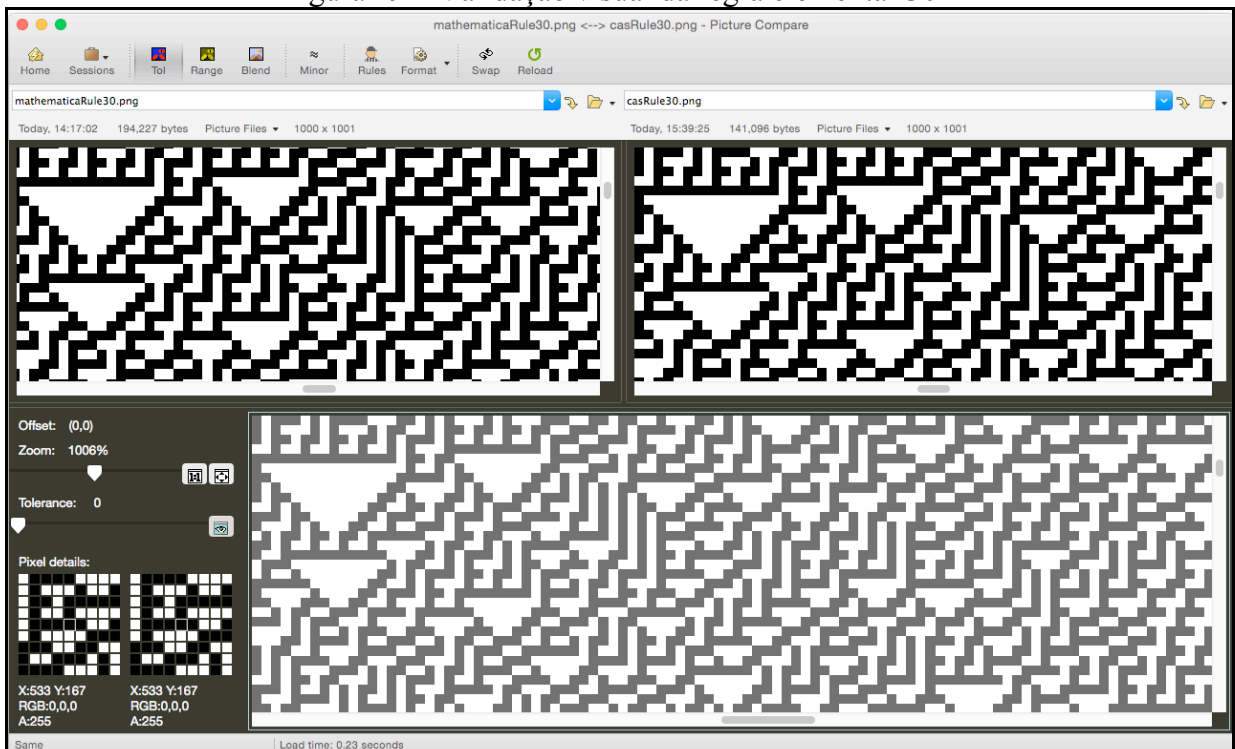 mathematicaRule30.png <--> casRule30.png - Picture Compare
Home Sessions Tol Range Blend Minor Rules Format Swap Reload
mathematicaRule30.png casRule30.png
Today, 14:17:02 194,227 bytes Picture Files 1000 x 1001 Today, 15:39:25 141,096 bytes Picture Files 1000 x 1001
Offset: (0,0)
Zoom: 1006%
Tolerance: 0
Pixel details:
X:533 Y:167 X:533 Y:167
RGB:0,0,0 RGB:0,0,0
A:255 A:255
Same Load time: 0.23 seconds